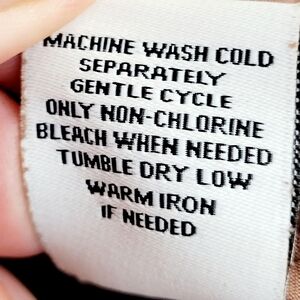 MACHINE WASH COLD
SEPARATELY
GENTLE CYCLE
ONLY NON-CHLORINE
BLEACH WHEN NEEDED
TUMBLE DRY LOW
WARM IRON
IF NEEDED